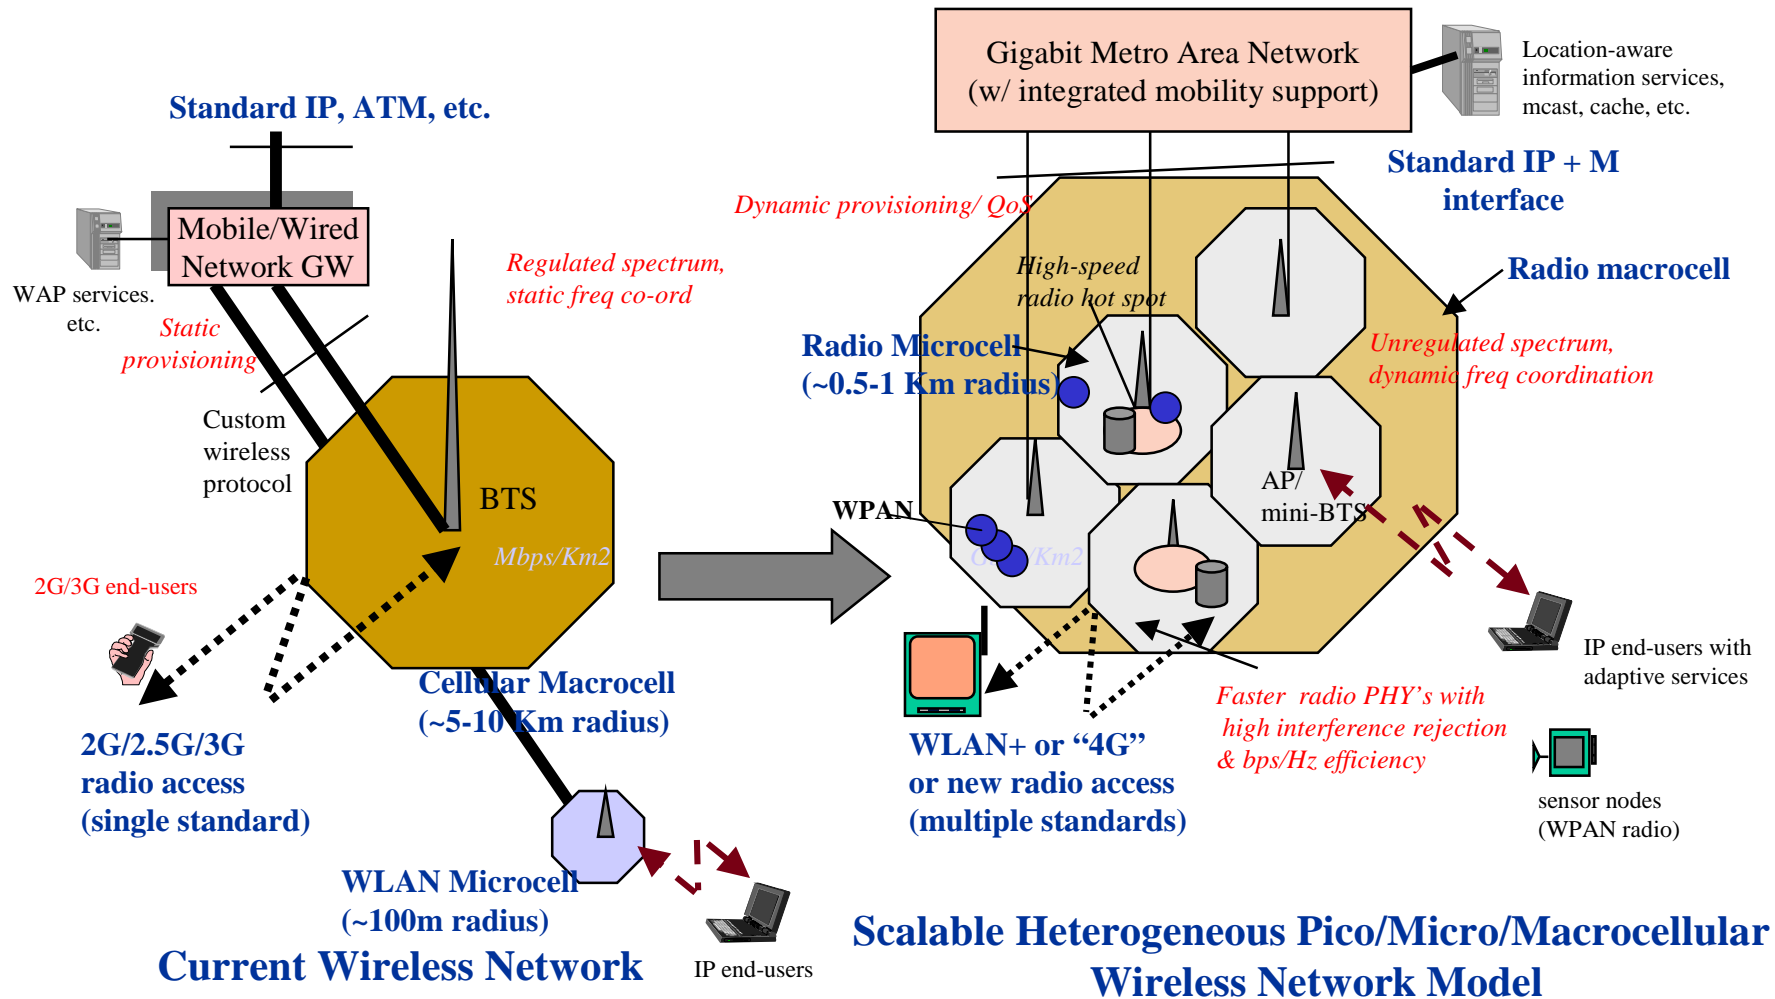 Standard IP, ATM, etc.
Mobile/Wired
Network GW
WAP services.
etc.
Static
provisioning
Regulated spectrum,
static freq co-ord
Custom
wireless
protocol
BTS
Mbps/Km2
2G/3G end-users
Cellular Macrocell
(~5-10 Km radius)
2G/2.5G/3G
radio access
(single standard)
WLAN Microcell
(~100m radius)
IP end-users
Current Wireless Network
Gigabit Metro Area Network
(w/ integrated mobility support)
Location-aware
information services,
mcast, cache, etc.
Standard IP + M
interface
Dynamic provisioning/ QoS
High-speed
radio hot spot
Radio macrocell
Radio Microcell
(~0.5-1 Km radius)
Unregulated spectrum,
dynamic freq coordination
WPAN
AP/
mini-BTS
/Km2
IP end-users with
adaptive services
Faster radio PHY's with
high interference rejection
& bps/Hz efficiency
WLAN+ or “4G”
or new radio access
(multiple standards)
sensor nodes
(WPAN radio)
Scalable Heterogeneous Pico/Micro/Macrocellular
Wireless Network Model